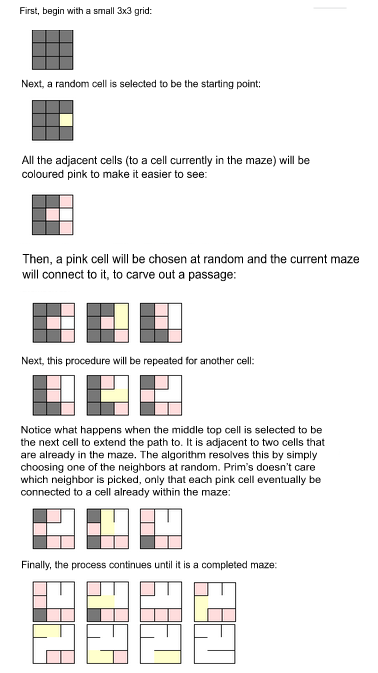 First, begin with a small 3x3 grid:
Next, a random cell is selected to be the starting point:
All the adjacent cells (to a cell currently in the maze) will be
coloured pink to make it easier to see:
Then, a pink cell will be chosen at random and the current maze
will connect to it, to carve out a passage:
Next, this procedure will be repeated for another cell:
Notice what happens when the middle top cell is selected to be
the next cell to extend the path to. It is adjacent to two cells that
are already in the maze. The algorithm resolves this by simply
choosing one of the neighbors at random. Prim's doesn't care
which neighbor is picked, only that each pink cell eventually be
connected to a cell already within the maze:
Finally, the process continues until it is a completed maze: